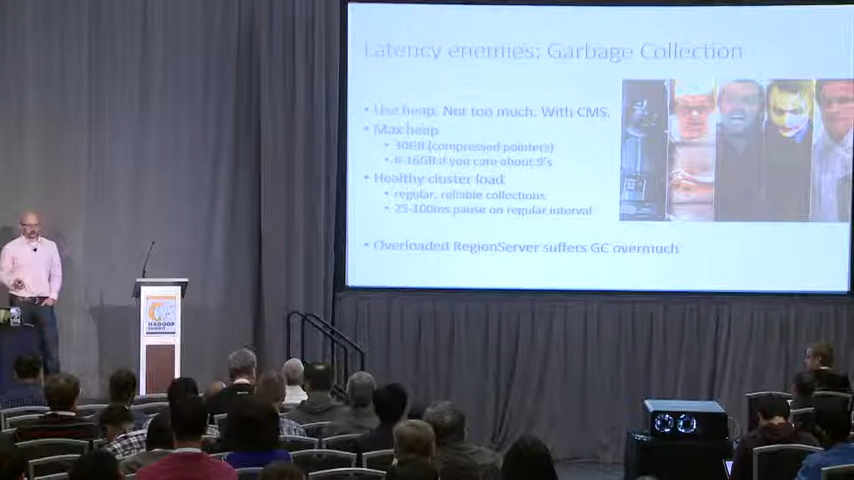 Latency enemies: Garbage Collection
• Use heap. Not too much. With CMS.
• Max heap
• 30GB (compressed pointers)
• 8-16GB if you care about 9's
• Healthy cluster load
• regular, reliable collections
• 25-100ms pause on regular interval
• Overloaded RegionServer suffers GC overmuch
HADOOP
SUMMIT